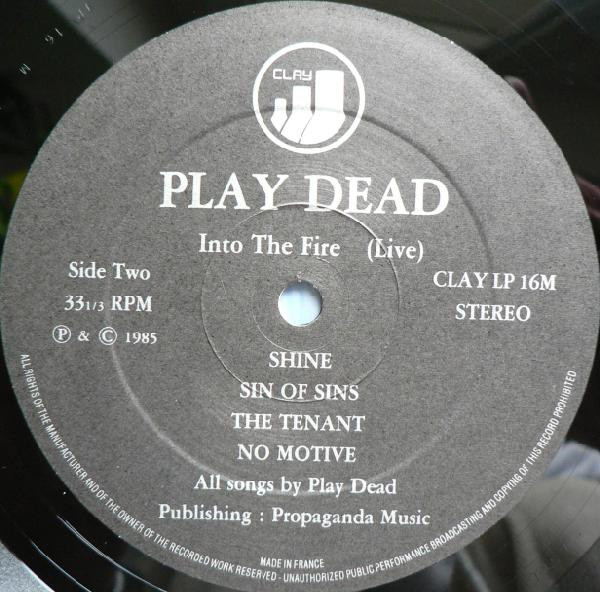 CLAY
PLAY DEAD
Into The Fire (Live)
Side Two
33 1/3 RPM
Ⓟ & © 1985
CLAY LP 16M
STEREO
SHINE
SIN OF SINS
THE TENANT
NO MOTIVE
All songs by Play Dead
Publishing : Propaganda Music
MADE IN FRANCE
ALL RIGHTS OF THE MANUFACTURER AND OF THE OWNER OF THE RECORDED WORK RESERVED - UNAUTHORIZED PUBLIC PERFORMANCE BROADCASTING AND COPYING OF THIS RECORD PROHIBITED